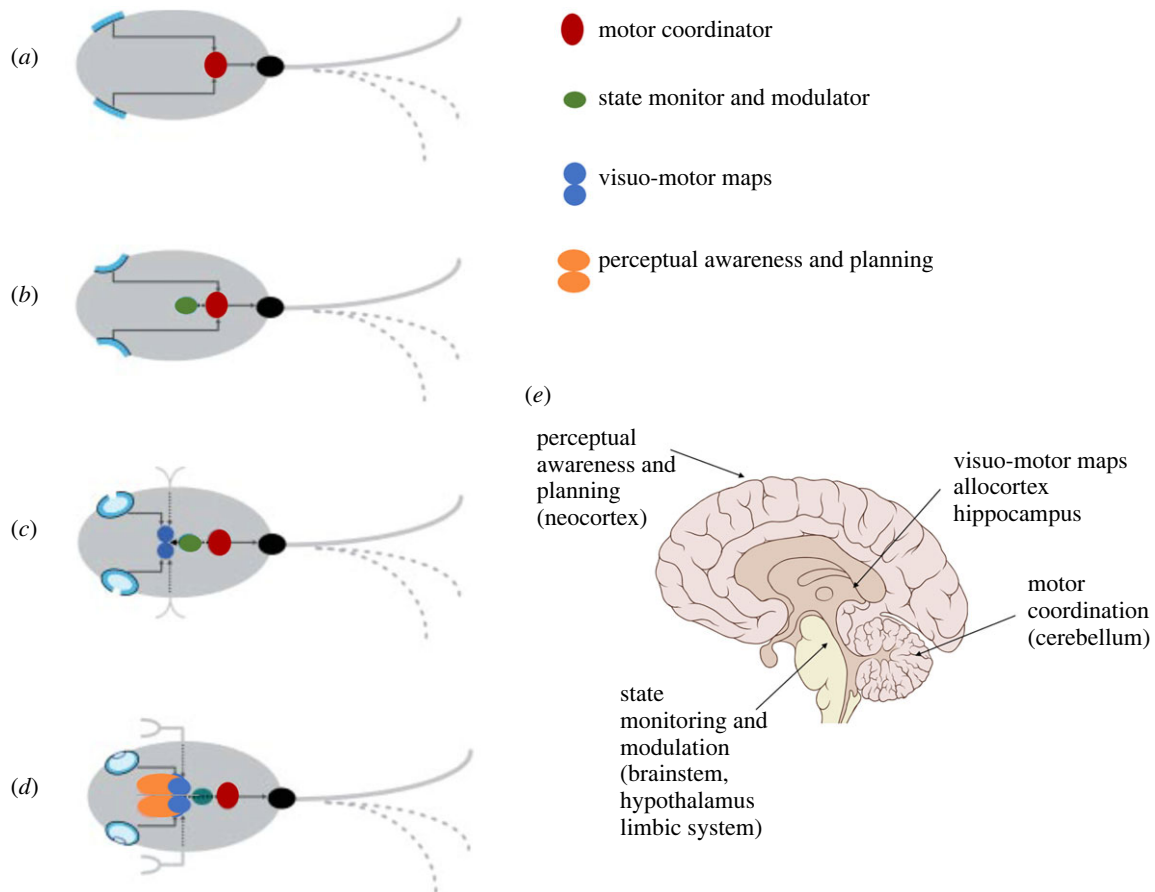 (a)
motor coordinator
state monitor and modulator
visuo-motor maps
(b)
perceptual awareness and planning
(c)
(d)
(e)
perceptual
awareness and
planning
(neocortex)
visuo-motor maps
allocortex
hippocampus
motor
coordination
(cerebellum)
state
monitoring and
modulation
(brainstem,
hypothalamus
limbic system)